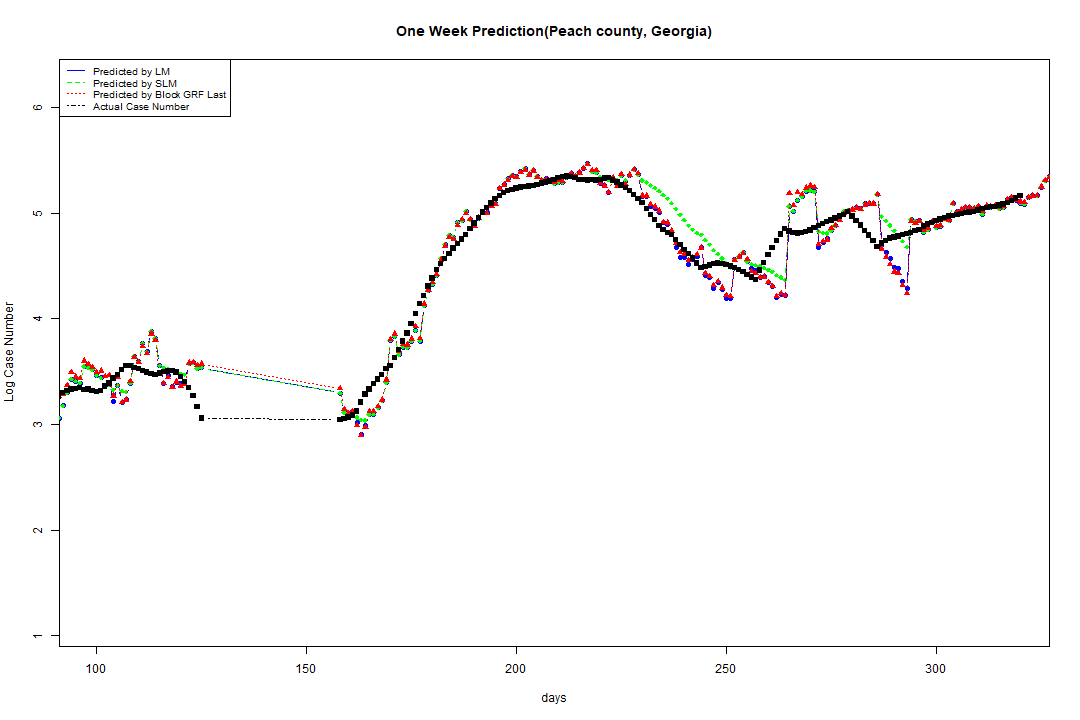 One Week Prediction(Peach county, Georgia)
Predicted by LM
Predicted by SLM
Predicted by Block GRF Last
Actual Case Number
6
5
4
3
2
1
Log Case Number
100 150 200 250 300
days